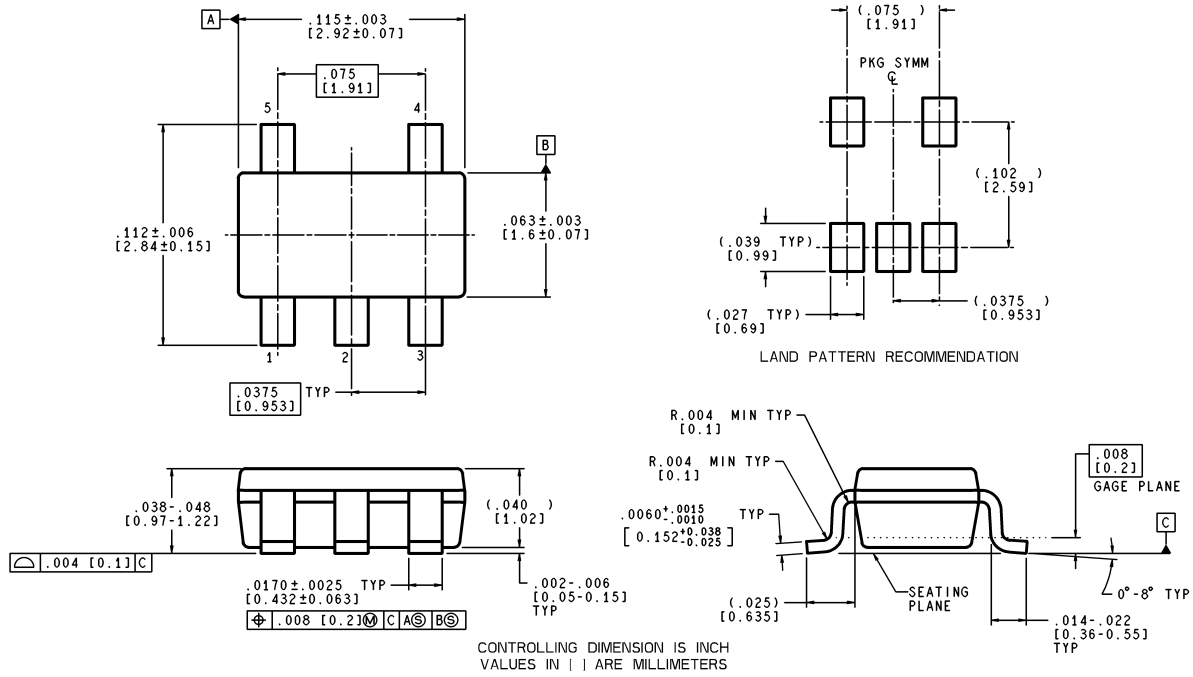 A
.115±.003
[2.92±0.07]
.075
[1.91]
5
4
B
.112±.006
[2.84±0.15]
.063±.003
[1.6±0.07]
1
2
3
.0375 TYP
[0.953]
(.075 )
[1.91]
PKG SYMM
℄
(.102 )
[2.59]
(.039 TYP)
[0.99]
(.027 TYP)
[0.69]
(.0375 )
[0.953]
LAND PATTERN RECOMMENDATION
.038-.048
[0.97-1.22]
(.040 )
[1.02]
⌓ .004 [0.1] C
.0170±.0025 TYP
[0.432±0.063]
⌖ .008 [0.2]Ⓜ C AⓈ BⓈ
.002-.006
[0.05-0.15]
TYP
R.004 MIN TYP
[0.1]
R.004 MIN TYP
[0.1]
.0060+.0015 -.0010 TYP
[0.152+0.038 -0.025]
.008
[0.2]
GAGE PLANE
C
0°-8° TYP
SEATING
PLANE
(.025)
[0.635]
.014-.022
[0.36-0.55]
TYP
CONTROLLING DIMENSION IS INCH
VALUES IN [ ] ARE MILLIMETERS